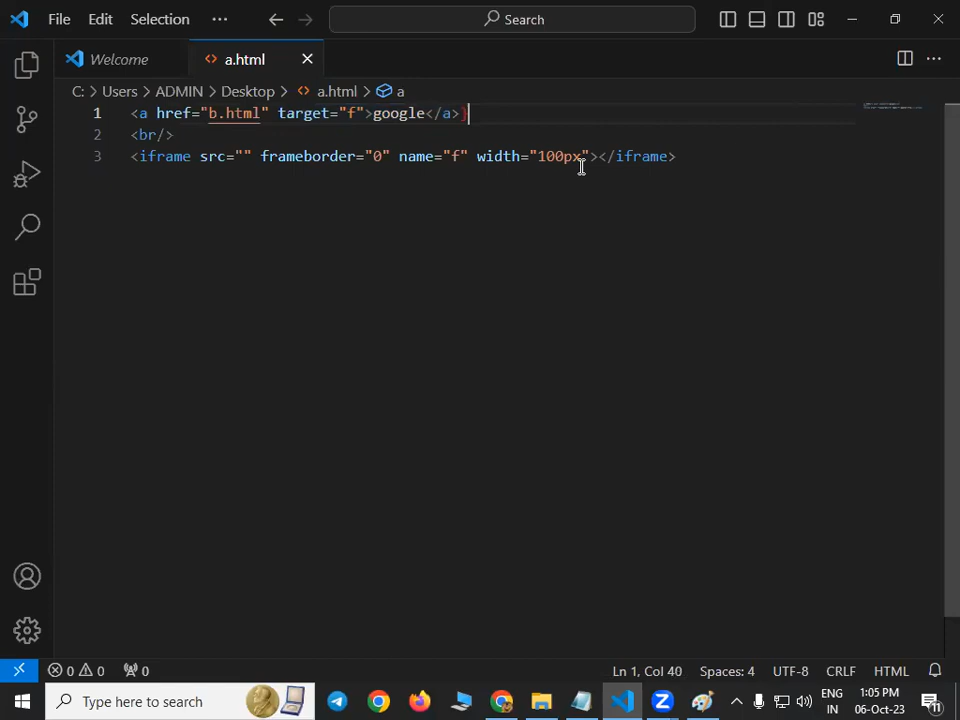 File Edit Selection ··· Search
Welcome a.html
C: > Users > ADMIN > Desktop > a.html > a
1 <a href="b.html" target="f">google</a>}
2 <br/>
3 <iframe src="" frameborder="0" name="f" width="100px"></iframe>
0 0 0 Ln 1, Col 40 Spaces: 4 UTF-8 CRLF HTML
Type here to search ENG IN 1:05 PM 06-Oct-23 11